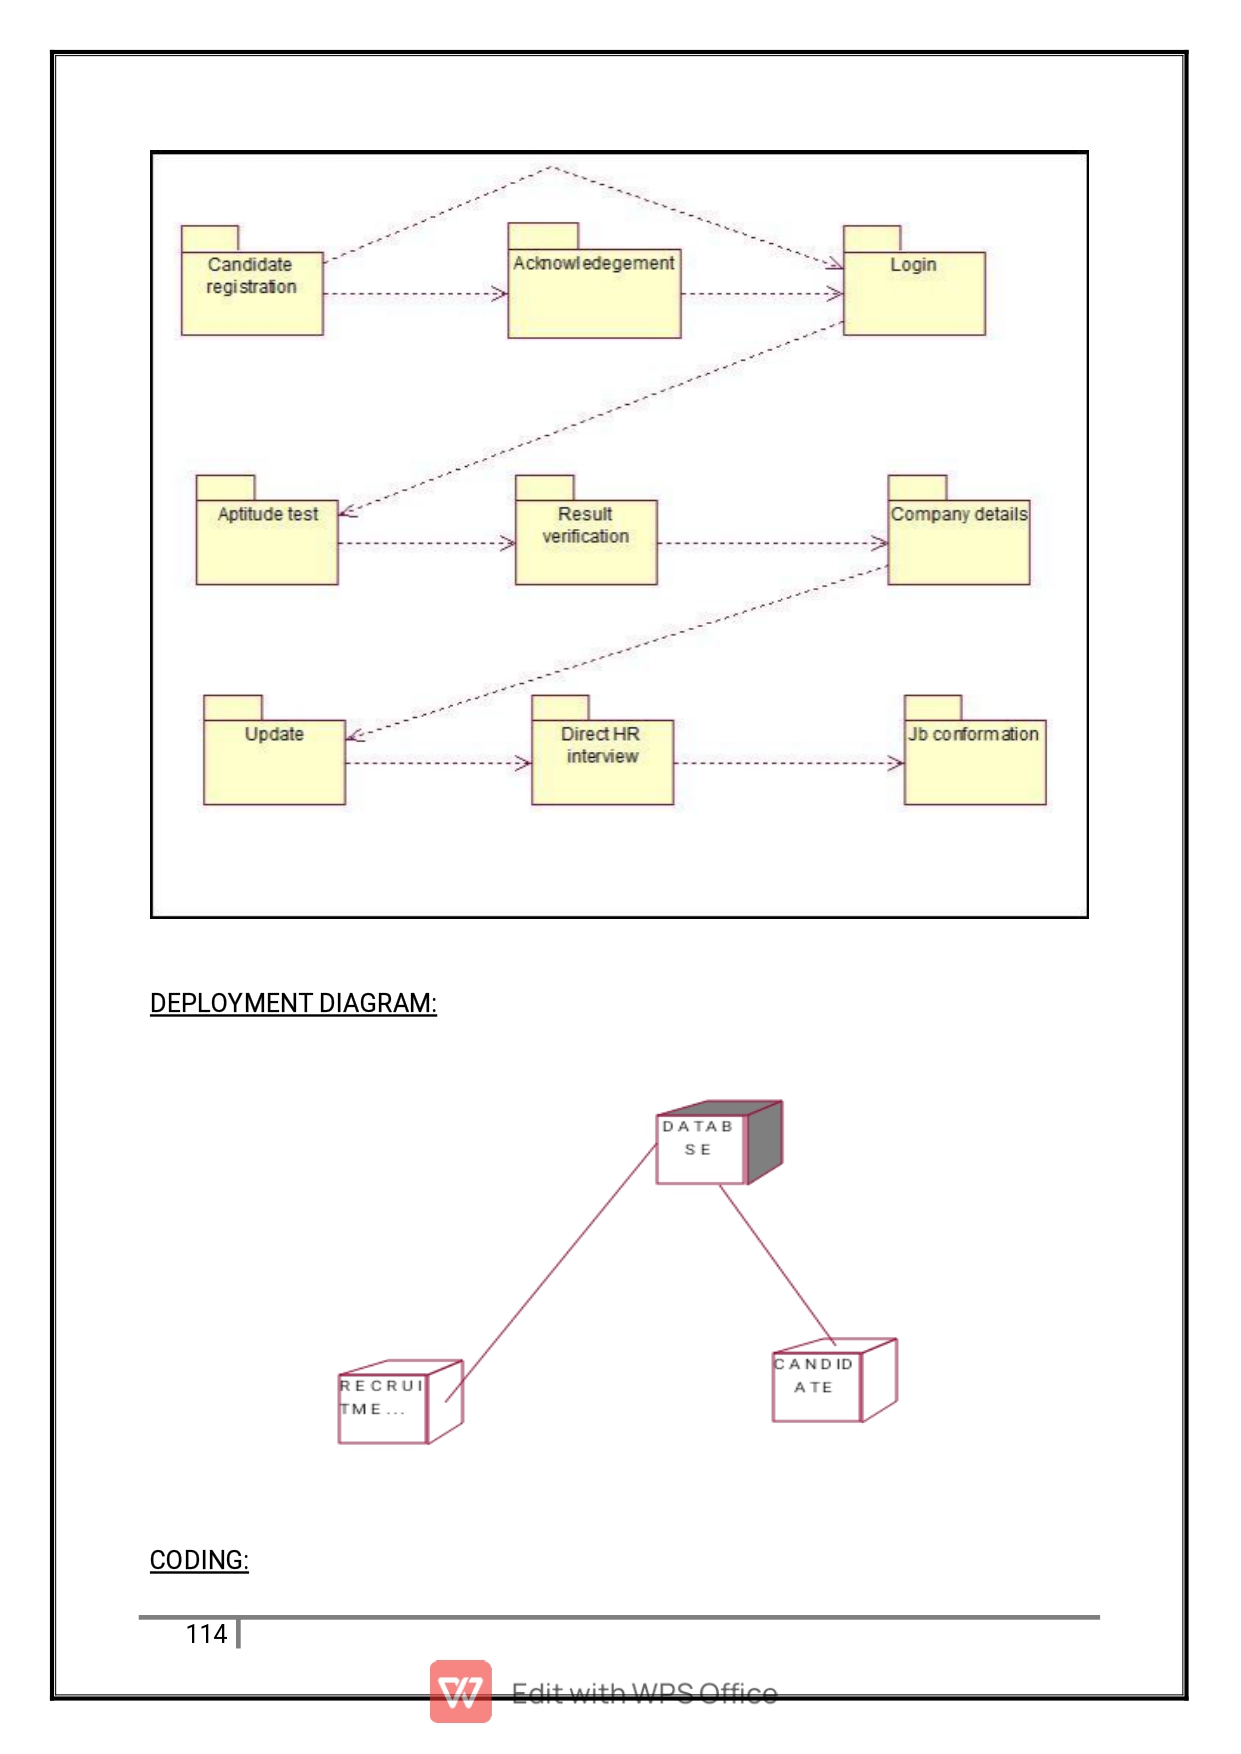 Candidate
registration
Acknowledegement
Login
Aptitude test
Result
verification
Company details
Update
Direct HR
interview
Jb conformation
DEPLOYMENT DIAGRAM:
DATAB
SE
RECRUI
TME...
CANDID
ATE
CODING:
114
Edit with WPS Office